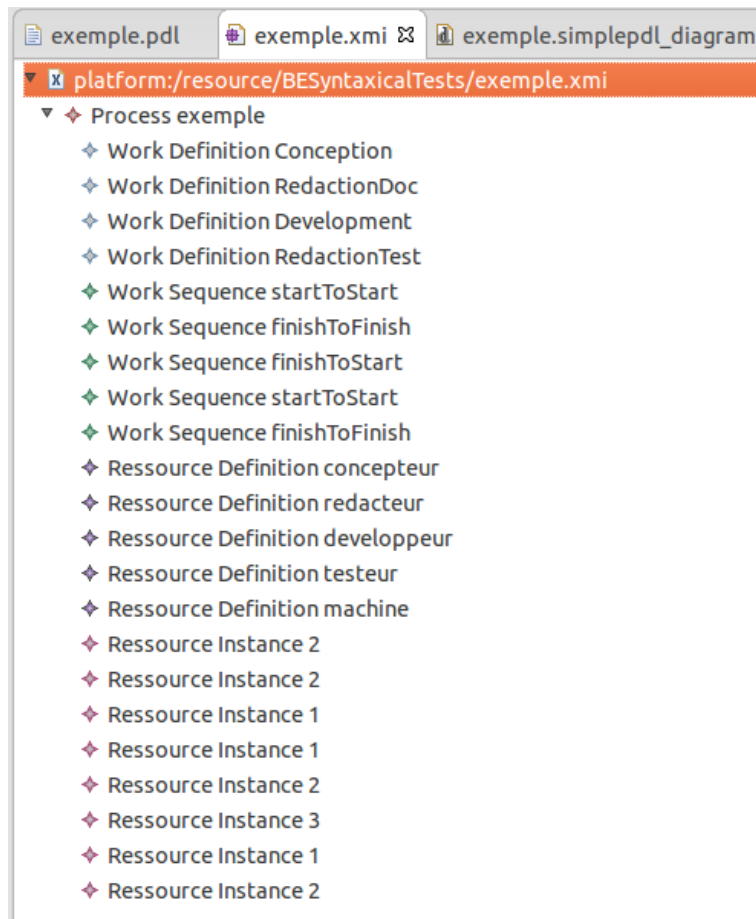 exemple.pdl exemple.xmi exemple.simplepdl_diagram
platform:/resource/BESyntaxicalTests/exemple.xmi
Process exemple
Work Definition Conception
Work Definition RedactionDoc
Work Definition Development
Work Definition RedactionTest
Work Sequence startToStart
Work Sequence finishToFinish
Work Sequence finishToStart
Work Sequence startToStart
Work Sequence finishToFinish
Ressource Definition concepteur
Ressource Definition redacteur
Ressource Definition developpeur
Ressource Definition testeur
Ressource Definition machine
Ressource Instance 2
Ressource Instance 2
Ressource Instance 1
Ressource Instance 1
Ressource Instance 2
Ressource Instance 3
Ressource Instance 1
Ressource Instance 2